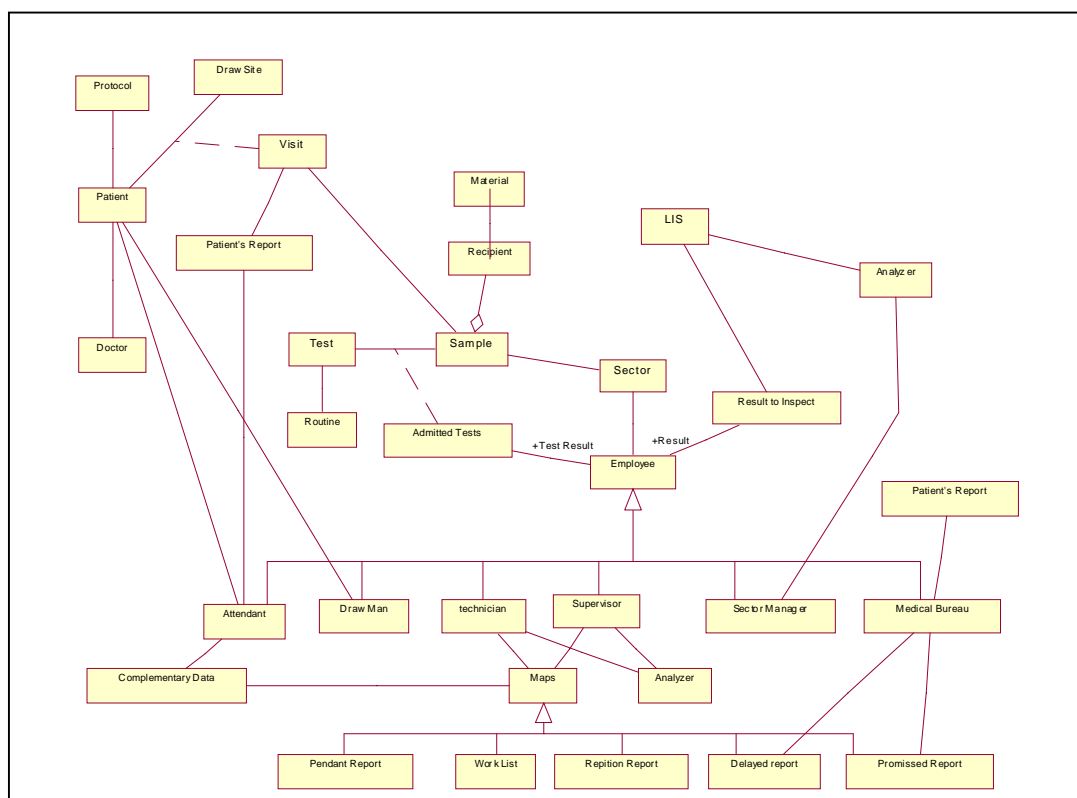 Draw Site
Protocol
Visit
Material
Patient
LIS
Patient's Report
Recipient
Analyzer
Test
Sample
Doctor
Sector
Result to Inspect
Routine
Admitted Tests
+Test Result
+Result
Employee
Patient's Report
Attendant
Draw Man
technician
Supervisor
Sector Manager
Medical Bureau
Complementary Data
Maps
Analyzer
Pendant Report
Work List
Repition Report
Delayed report
Promissed Report